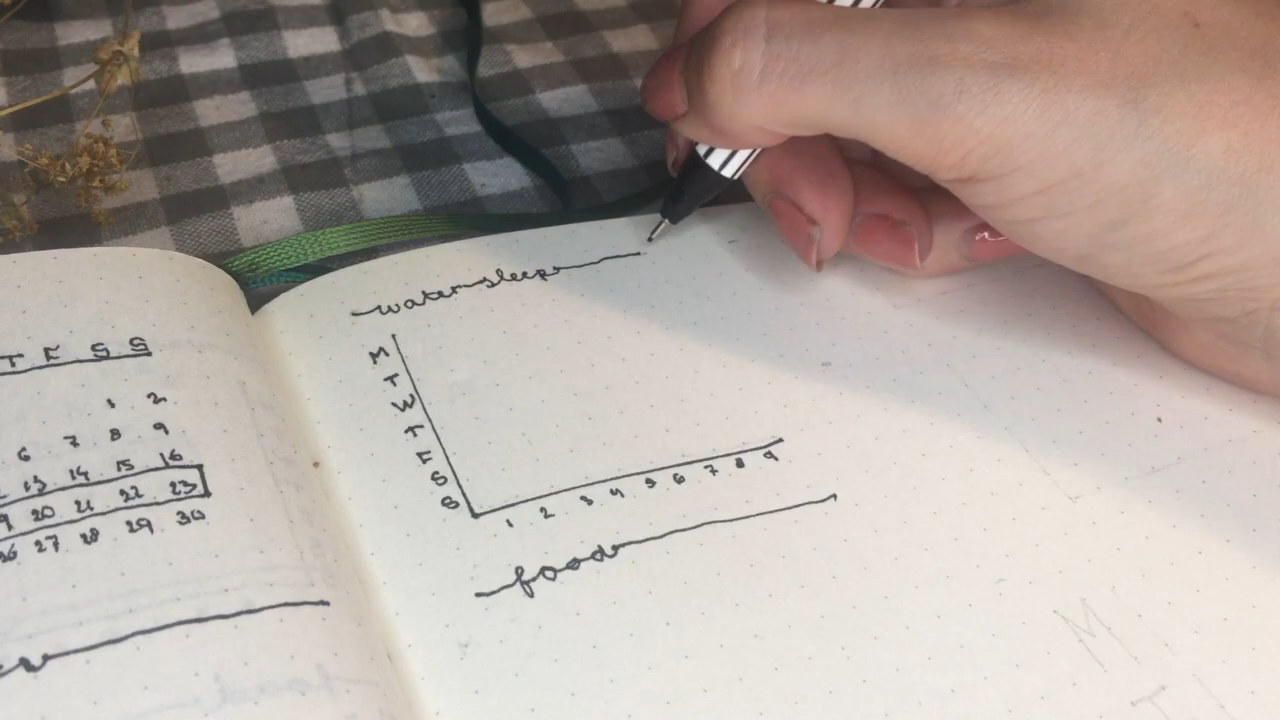 T F S S
1 2
6 7 8 9
13 14 15 16
20 21 22 23
26 27 28 29 30
water sleep
M
T
W
T
F
S
S
1 2 3 4 5 6 7 8 9
food
M
T